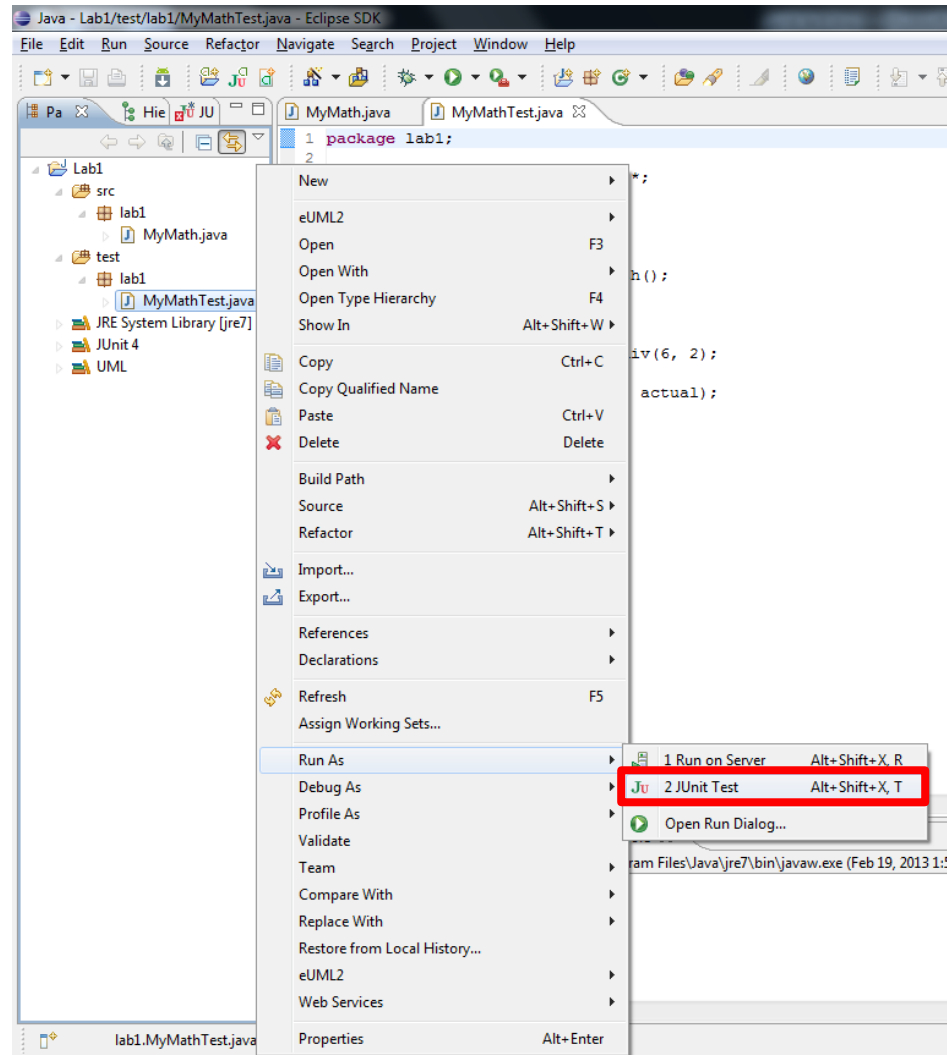 Java - Lab1/test/lab1/MyMathTest.java - Eclipse SDK
File Edit Run Source Refactor Navigate Search Project Window Help
Pa Hie JU MyMath.java MyMathTest.java
1 package lab1;
2
Lab1
src
lab1
MyMath.java
test
lab1
MyMathTest.java
JRE System Library [jre7]
JUnit 4
UML
*;
h();
iv(6, 2);
actual);
New
eUML2
Open F3
Open With
Open Type Hierarchy F4
Show In Alt+Shift+W
Copy Ctrl+C
Copy Qualified Name
Paste Ctrl+V
Delete Delete
Build Path
Source Alt+Shift+S
Refactor Alt+Shift+T
Import...
Export...
References
Declarations
Refresh F5
Assign Working Sets...
Run As
Debug As
Profile As
Validate
Team
Compare With
Replace With
Restore from Local History...
eUML2
Web Services
Properties Alt+Enter
1 Run on Server Alt+Shift+X, R
JU 2 JUnit Test Alt+Shift+X, T
Open Run Dialog...
ram Files\Java\jre7\bin\javaw.exe (Feb 19, 2013 1:5
lab1.MyMathTest.java